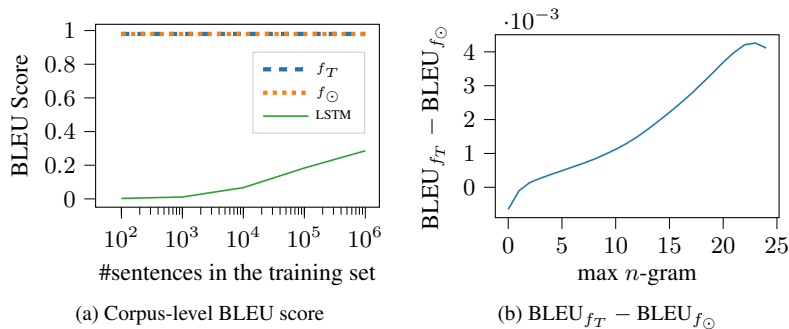 1
0.8
0.6
0.4
0.2
0
BLEU Score
f_T
f_⊙
LSTM
10^2 10^3 10^4 10^5 10^6
#sentences in the training set
(a) Corpus-level BLEU score
·10^−3
4
3
2
1
0
BLEU_{f_T} − BLEU_{f_⊙}
0 5 10 15 20 25
max n-gram
(b) BLEU_{f_T} − BLEU_{f_⊙}